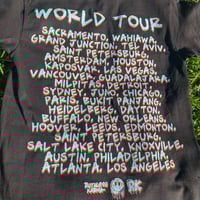 WORLD TOUR
SACRAMENTO, WAHIAWA,
GRAND JUNCTION, TEL AVIV,
SAINT PETERSBURG,
AMSTERDAM, HOUSTON,
KAPOSVAR, LAS VEGAS,
VANCOUVER, GUADALAJARA,
MILPITAS, DETROIT,
SYDNEY, JUNO, CHICAGO,
PARIS, BUKIT PANJANG,
HEIDELBERG, DAYTON,
BUFFALO, NEW ORLEANS,
HOOVER, LEEDS, EDMONTON,
SAINT PETERSBURG,
SALT LAKE CITY, KNOXVILLE,
AUSTIN, PHILADELPHIA,
ATLANTA, LOS ANGELES